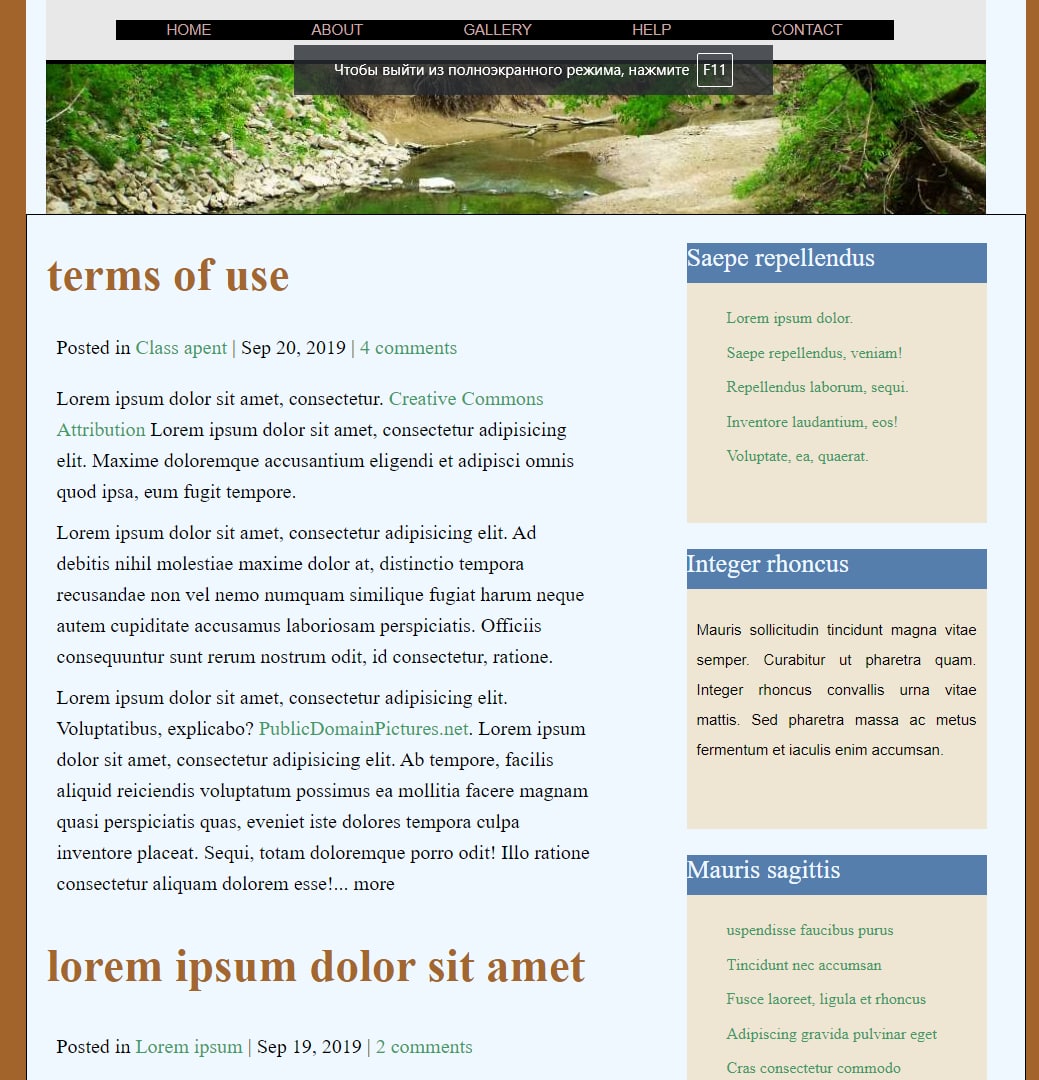 HOME ABOUT GALLERY HELP CONTACT
Чтобы выйти из полноэкранного режима, нажмите F11
terms of use
Posted in Class apent | Sep 20, 2019 | 4 comments
Lorem ipsum dolor sit amet, consectetur. Creative Commons
Attribution Lorem ipsum dolor sit amet, consectetur adipisicing
elit. Maxime doloremque accusantium eligendi et adipisci omnis
quod ipsa, eum fugit tempore.
Lorem ipsum dolor sit amet, consectetur adipisicing elit. Ad
debitis nihil molestiae maxime dolor at, distinctio tempora
recusandae non vel nemo numquam similique fugiat harum neque
autem cupiditate accusamus laboriosam perspiciatis. Officiis
consequuntur sunt rerum nostrum odit, id consectetur, ratione.
Lorem ipsum dolor sit amet, consectetur adipisicing elit.
Voluptatibus, explicabo? PublicDomainPictures.net. Lorem ipsum
dolor sit amet, consectetur adipisicing elit. Ab tempore, facilis
aliquid reiciendis voluptatum possimus ea mollitia facere magnam
quasi perspiciatis quas, eveniet iste dolores tempora culpa
inventore placeat. Sequi, totam doloremque porro odit! Illo ratione
consectetur aliquam dolorem esse!... more
lorem ipsum dolor sit amet
Posted in Lorem ipsum | Sep 19, 2019 | 2 comments
Saepe repellendus
Lorem ipsum dolor.
Saepe repellendus, veniam!
Repellendus laborum, sequi.
Inventore laudantium, eos!
Voluptate, ea, quaerat.
Integer rhoncus
Mauris sollicitudin tincidunt magna vitae
semper. Curabitur ut pharetra quam.
Integer rhoncus convallis urna vitae
mattis. Sed pharetra massa ac metus
fermentum et iaculis enim accumsan.
Mauris sagittis
uspendisse faucibus purus
Tincidunt nec accumsan
Fusce laoreet, ligula et rhoncus
Adipiscing gravida pulvinar eget
Cras consectetur commodo